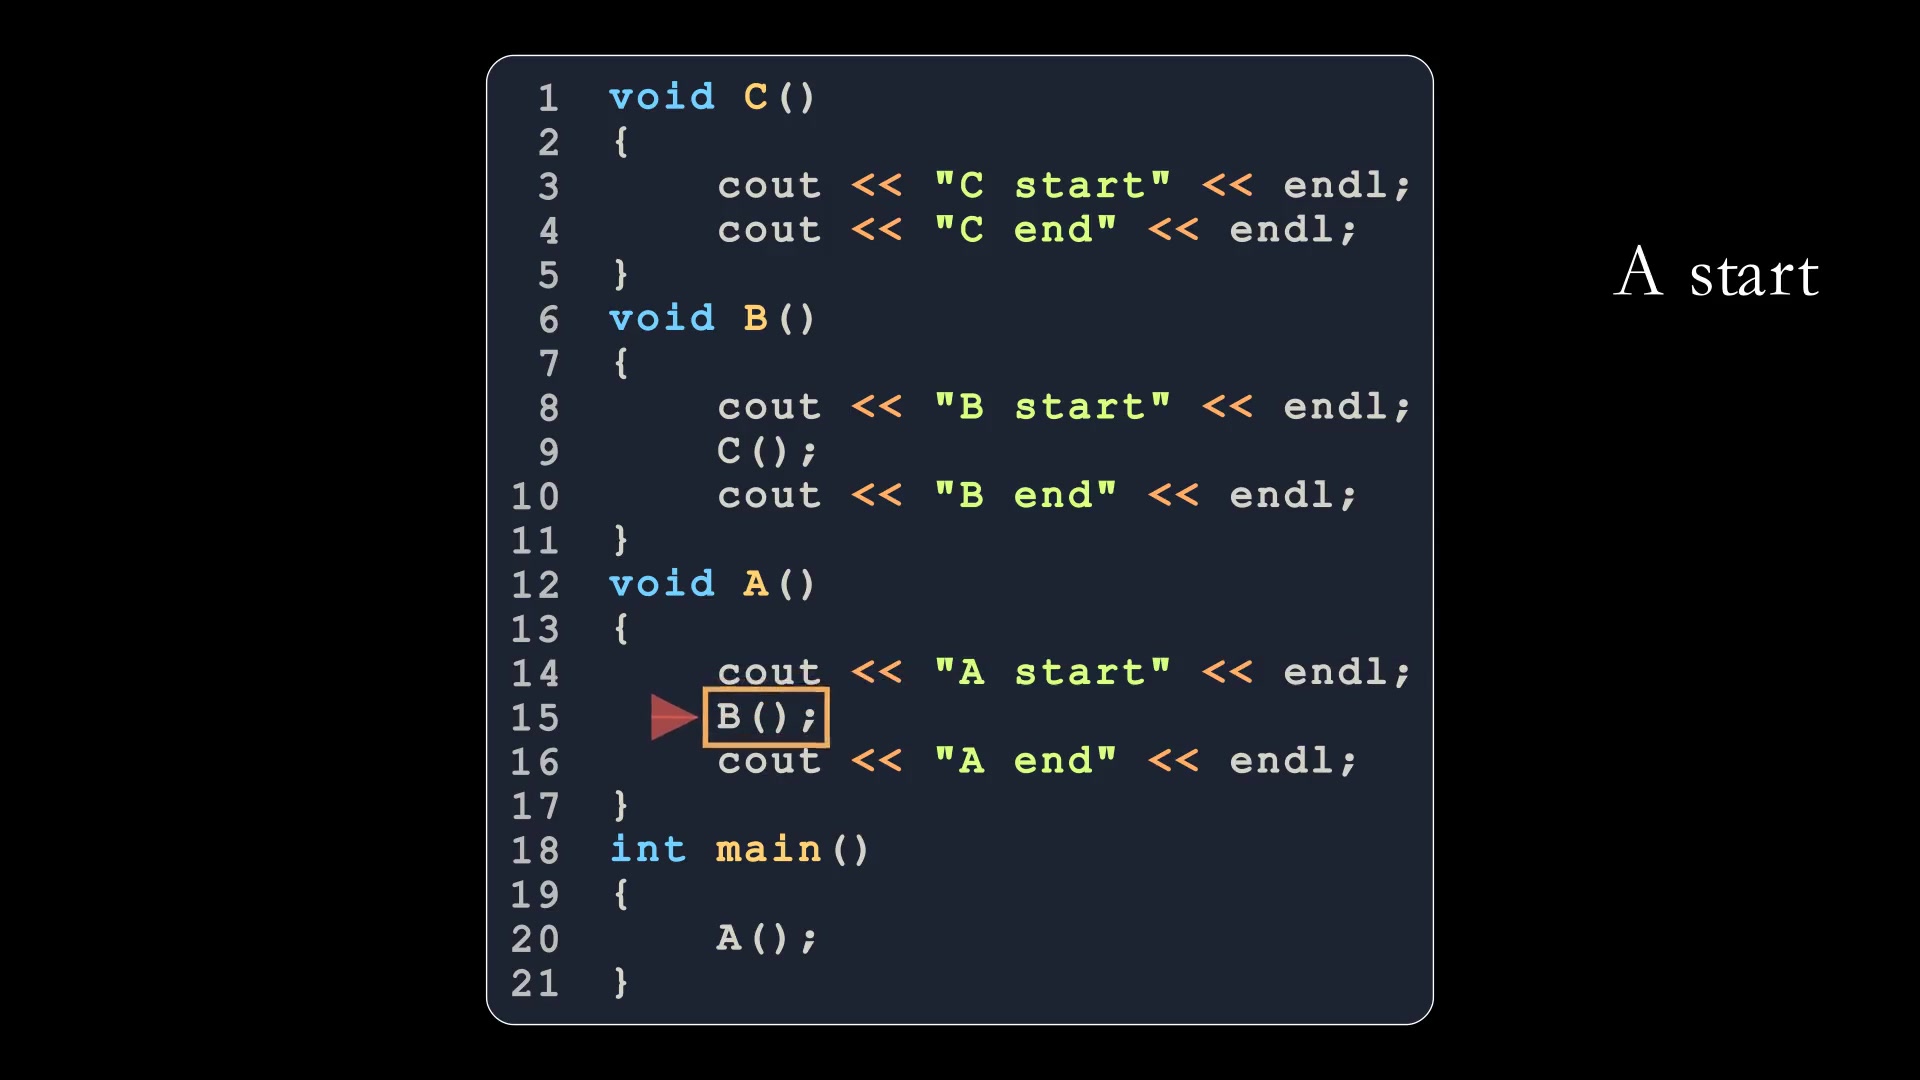 1 void C()
2 {
3 cout << "C start" << endl;
4 cout << "C end" << endl;
5 }
6 void B()
7 {
8 cout << "B start" << endl;
9 C();
10 cout << "B end" << endl;
11 }
12 void A()
13 {
14 cout << "A start" << endl;
15 B();
16 cout << "A end" << endl;
17 }
18 int main()
19 {
20 A();
21 }
A start